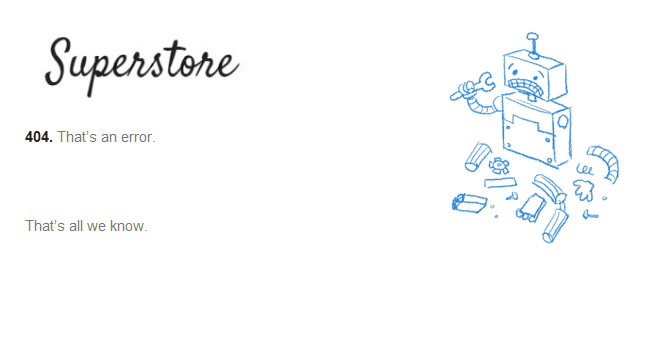 Superstore
404. That’s an error.
That’s all we know.